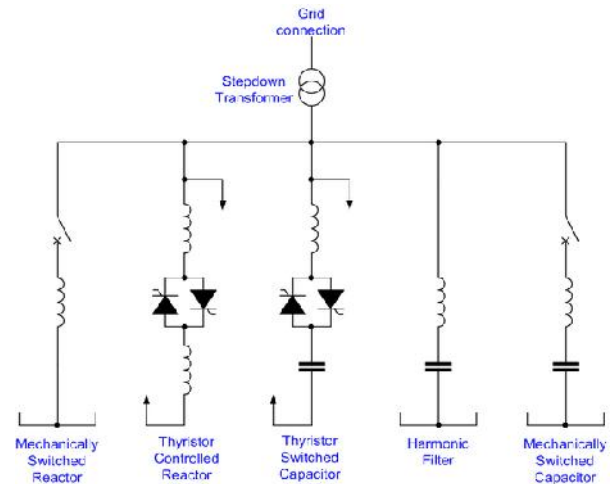 Grid
connection
Stepdown
Transformer
Mechanically
Switched
Reactor
Thyristor
Controlled
Reactor
Thyristor
Switched
Capacitor
Harmonic
Filter
Mechanically
Switched
Capacitor